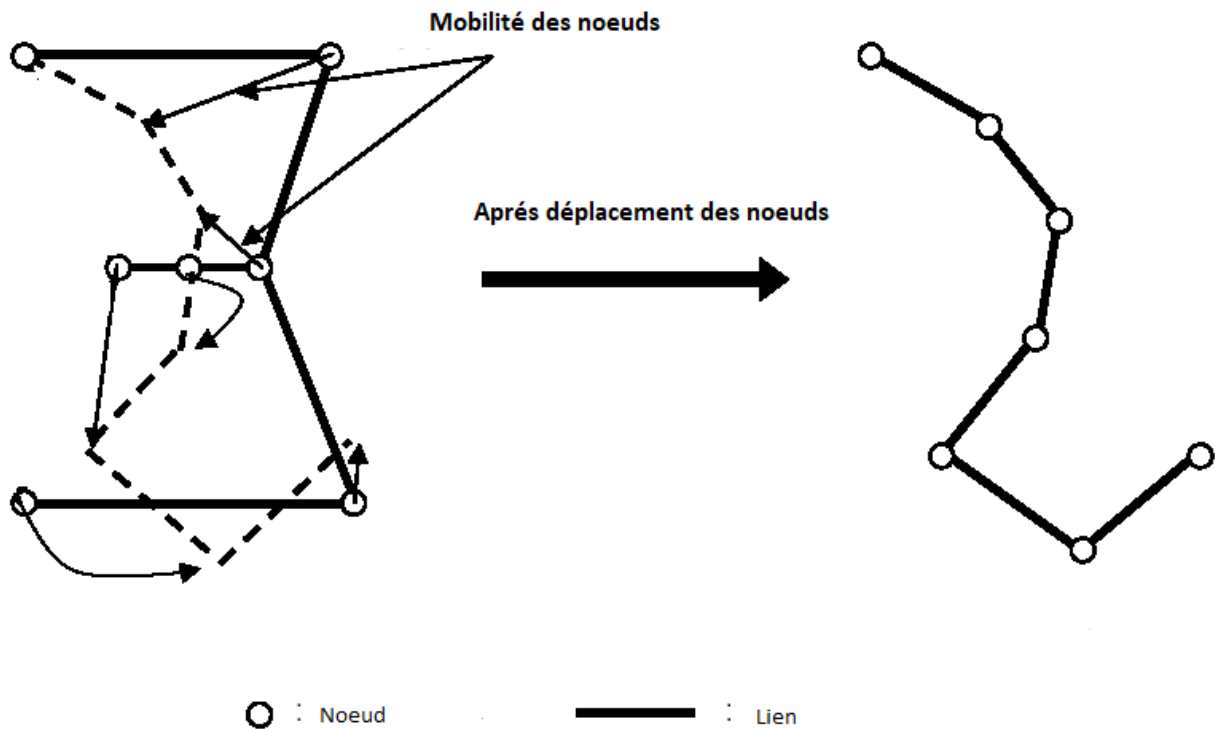 Mobilité des noeuds
Aprés déplacement des noeuds
: Noeud
: Lien